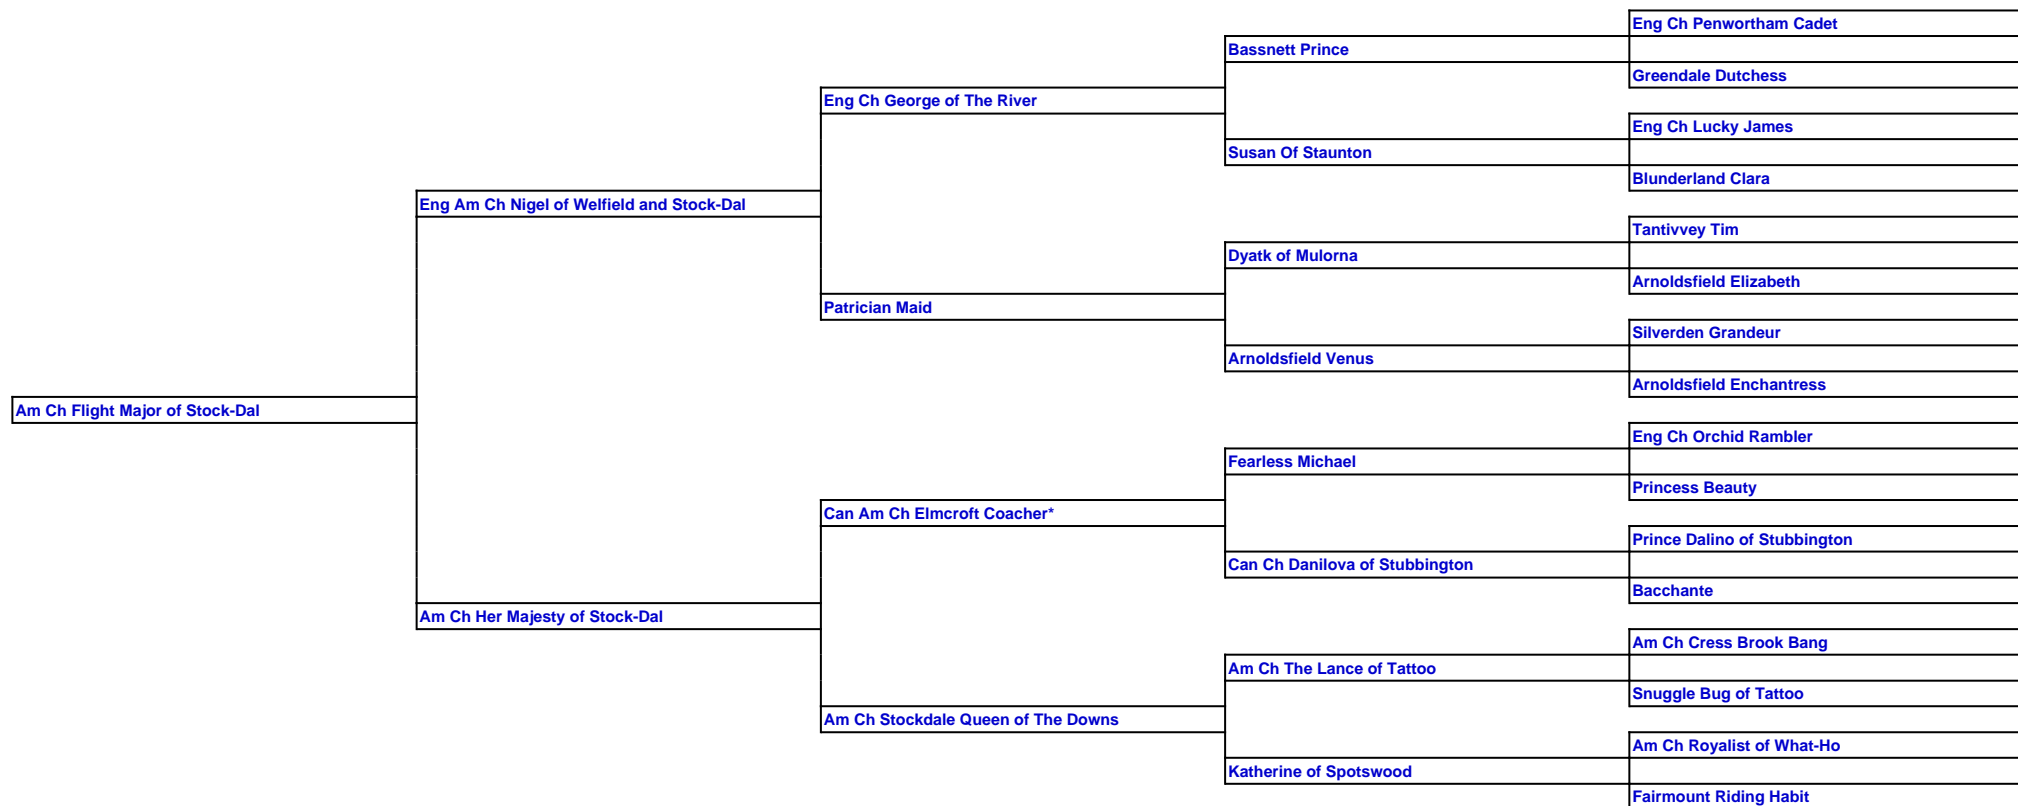 Eng Ch Penwortham Cadet
Bassnett Prince
Greendale Dutchess
Eng Ch George of The River
Eng Ch Lucky James
Susan Of Staunton
Blunderland Clara
Eng Am Ch Nigel of Welfield and Stock-Dal
Tantivvey Tim
Dyatk of Mulorna
Arnoldsfield Elizabeth
Patrician Maid
Silverden Grandeur
Arnoldsfield Venus
Arnoldsfield Enchantress
Am Ch Flight Major of Stock-Dal
Eng Ch Orchid Rambler
Fearless Michael
Princess Beauty
Can Am Ch Elmcroft Coacher*
Prince Dalino of Stubbington
Can Ch Danilova of Stubbington
Bacchante
Am Ch Her Majesty of Stock-Dal
Am Ch Cress Brook Bang
Am Ch The Lance of Tattoo
Snuggle Bug of Tattoo
Am Ch Stockdale Queen of The Downs
Am Ch Royalist of What-Ho
Katherine of Spotswood
Fairmount Riding Habit